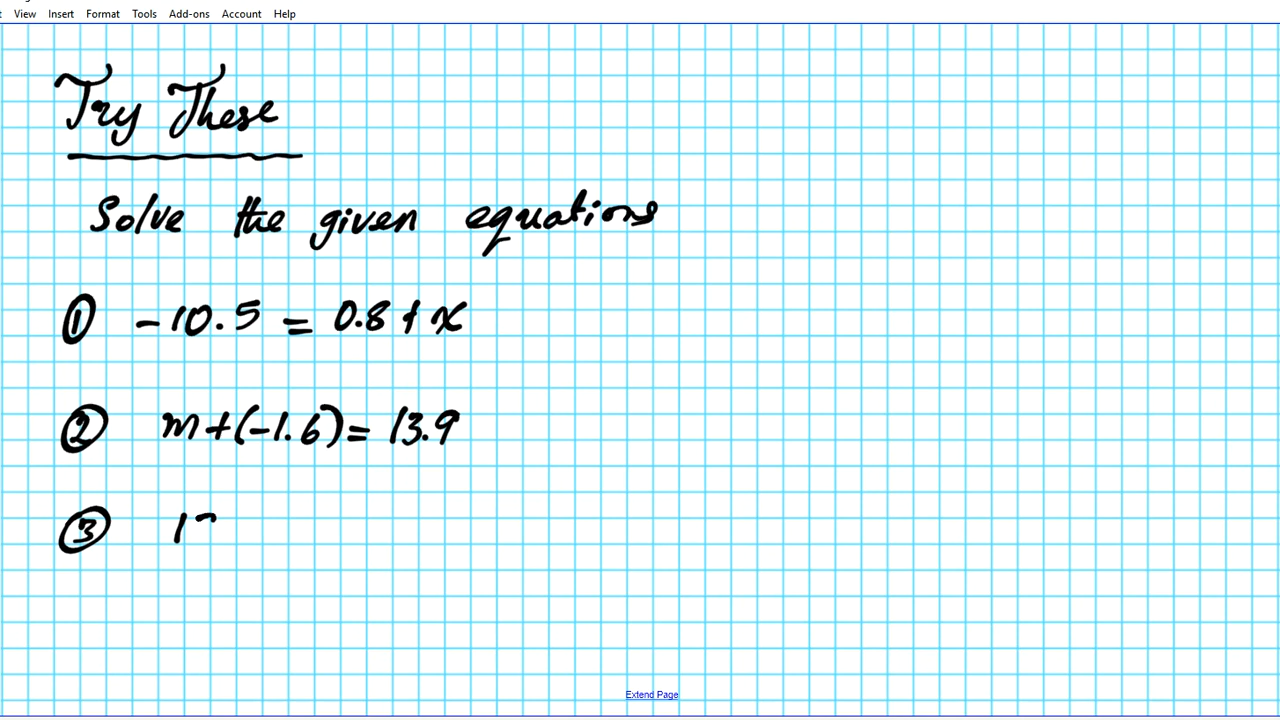 View Insert Format Tools Add-ons Account Help
Try These
Solve the given equations
① -10.5 = 0.8 + x
② m+(-1.6) = 13.9
③ 1
Extend Page